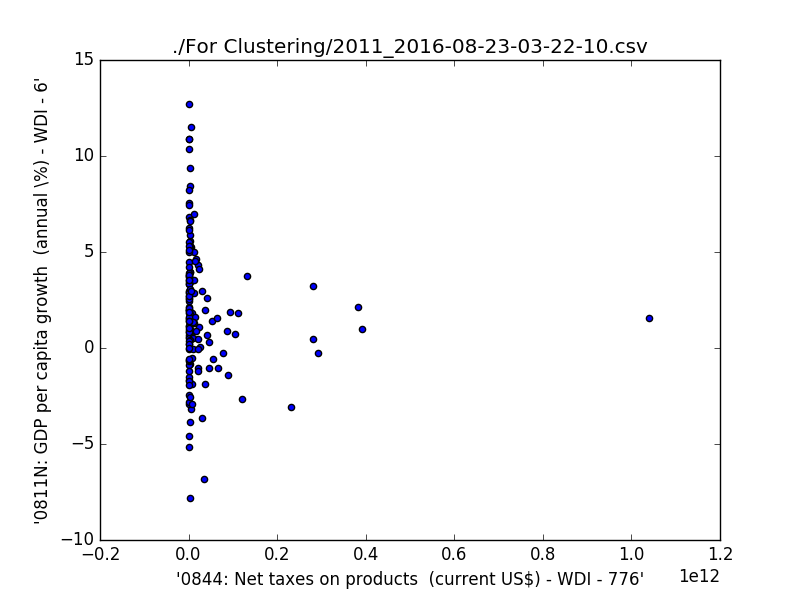 ./For Clustering/2011_2016-08-23-03-22-10.csv
15
10
5
0
−5
−10
'0811N: GDP per capita growth  (annual \%) - WDI - 6'
−0.2 0.0 0.2 0.4 0.6 0.8 1.0 1.2
1e12
'0844: Net taxes on products  (current US$) - WDI - 776'